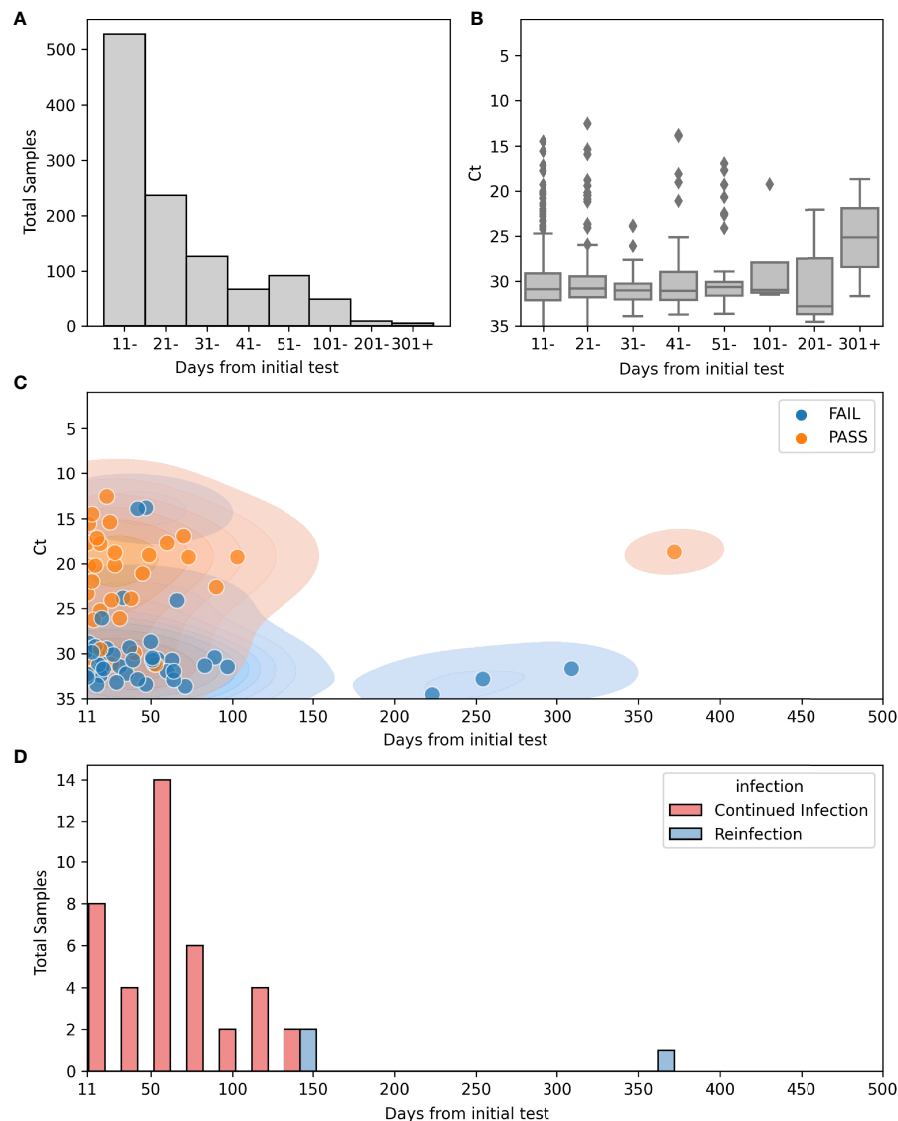 A
500
400
300
200
100
0
Total Samples
11- 21- 31- 41- 51- 101- 201- 301+
Days from initial test
B
5
10
15
20
25
30
35
Ct
11- 21- 31- 41- 51- 101- 201- 301+
Days from initial test
C
5
10
15
20
25
30
35
Ct
FAIL
PASS
11 50 100 150 200 250 300 350 400 450 500
Days from initial test
D
14
12
10
8
6
4
2
0
Total Samples
infection
Continued Infection
Reinfection
11 50 100 150 200 250 300 350 400 450 500
Days from initial test